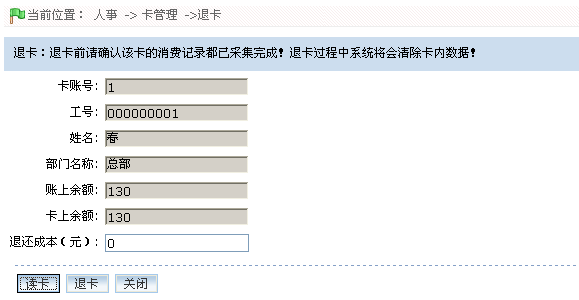 当前位置： 人事 -> 卡管理 ->退卡
退卡：退卡前请确认该卡的消费记录都已采集完成！退卡过程中系统将会清除卡内数据！
卡账号: 1
工号: 000000001
姓名: 春
部门名称: 总部
账上余额: 130
卡上余额: 130
退还成本（元）: 0
读卡 退卡 关闭